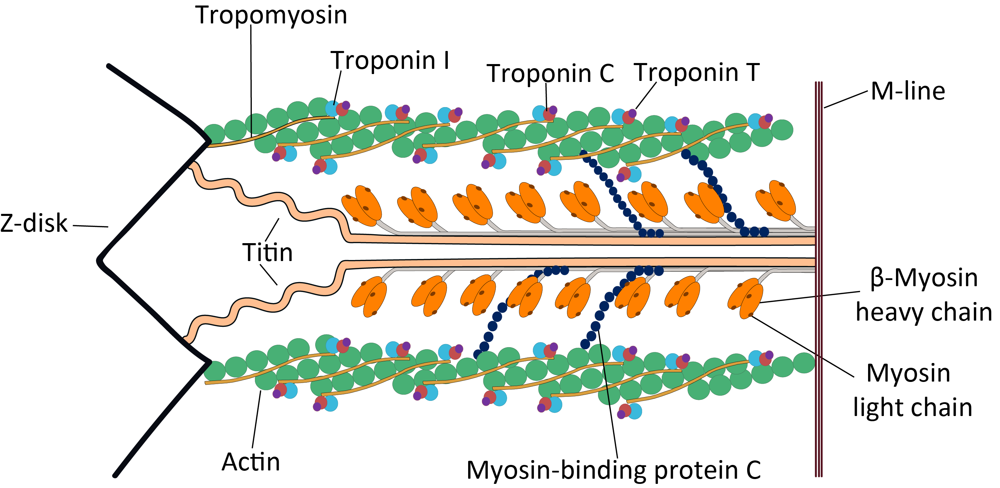 Tropomyosin
Troponin I
Troponin C
Troponin T
M-line
Z-disk
Titin
β-Myosin
heavy chain
Myosin
light chain
Actin
Myosin-binding protein C